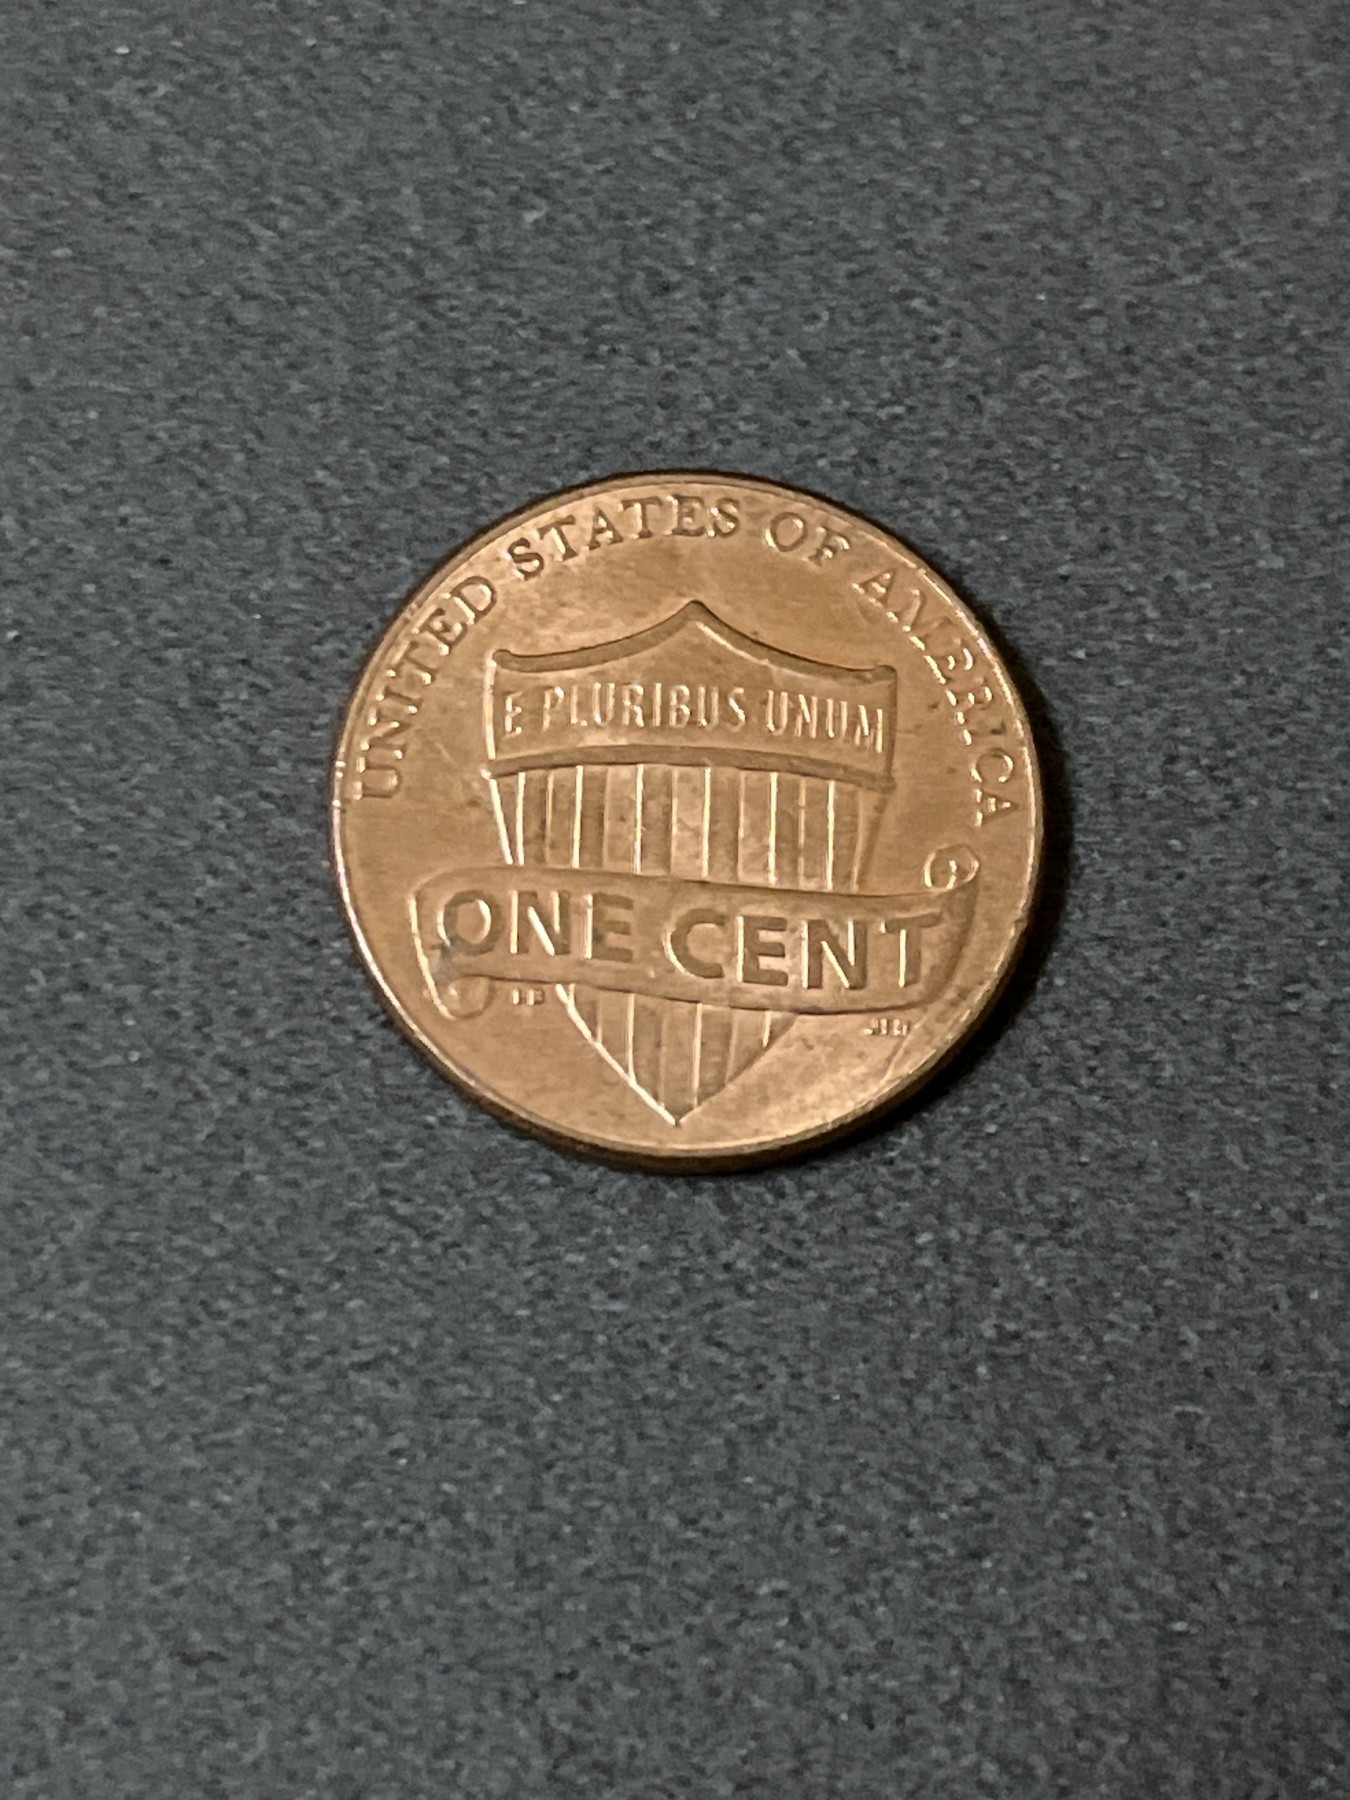 UNITED STATES OF AMERICA
E PLURIBUS UNUM
ONE CENT